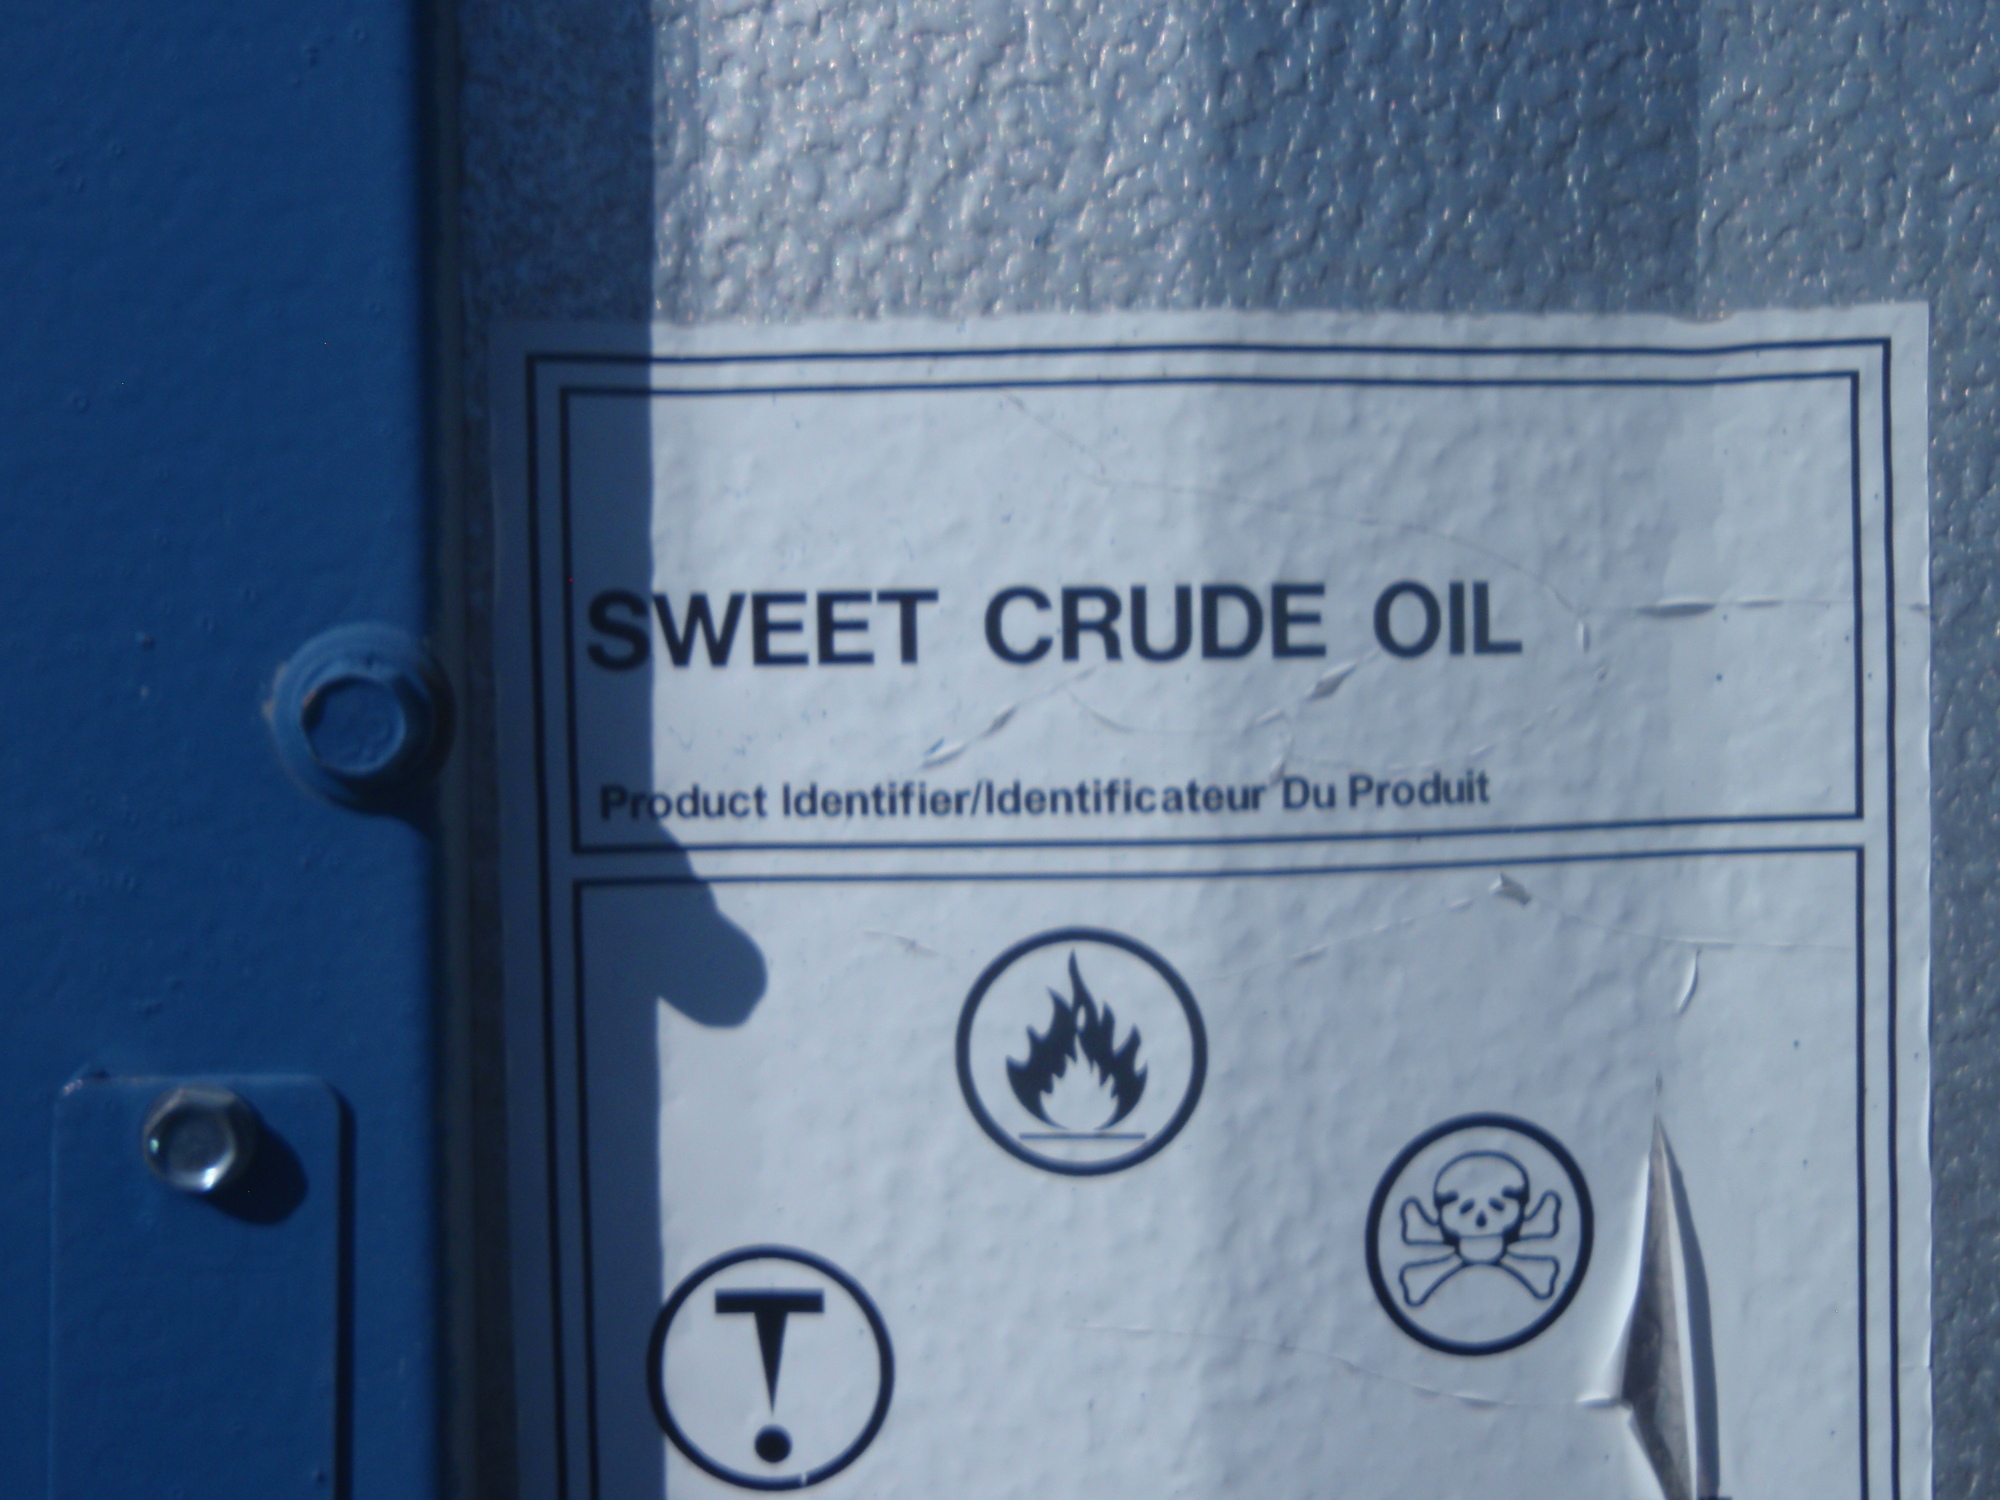 SWEET CRUDE OIL
Product Identifier/Identificateur Du Produit